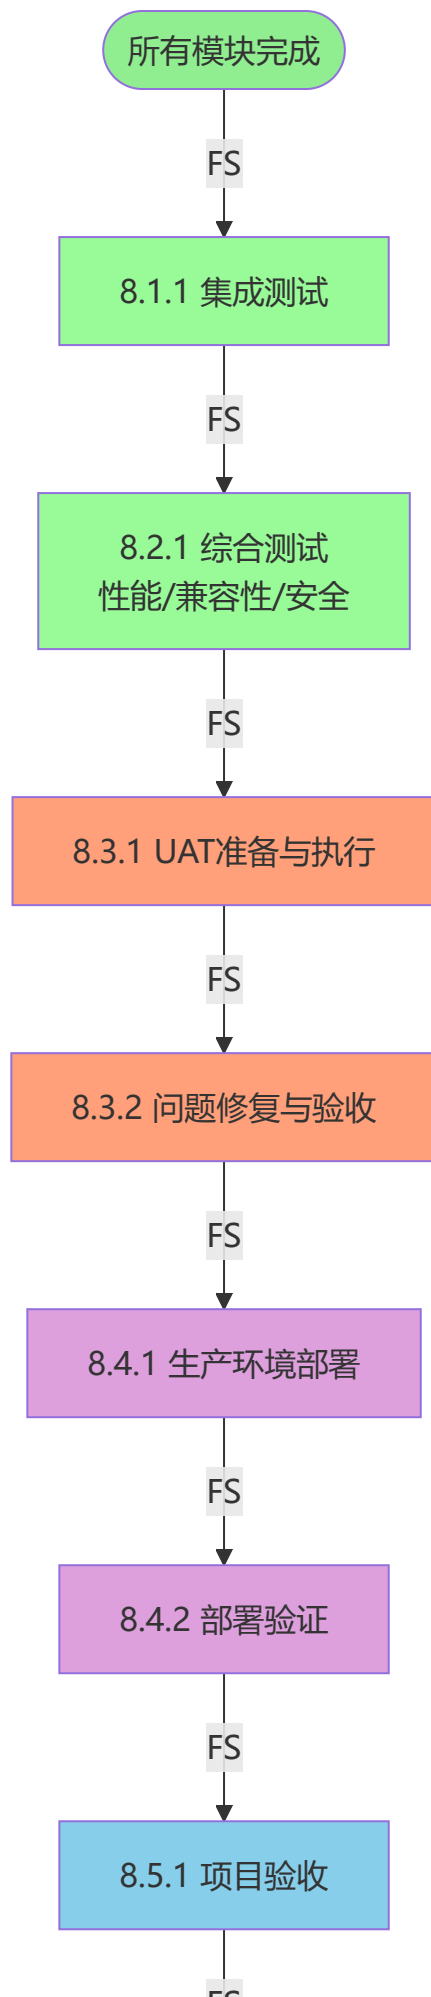 所有模块完成
FS
8.1.1 集成测试
FS
8.2.1 综合测试
性能/兼容性/安全
FS
8.3.1 UAT准备与执行
FS
8.3.2 问题修复与验收
FS
8.4.1 生产环境部署
FS
8.4.2 部署验证
FS
8.5.1 项目验收
FS